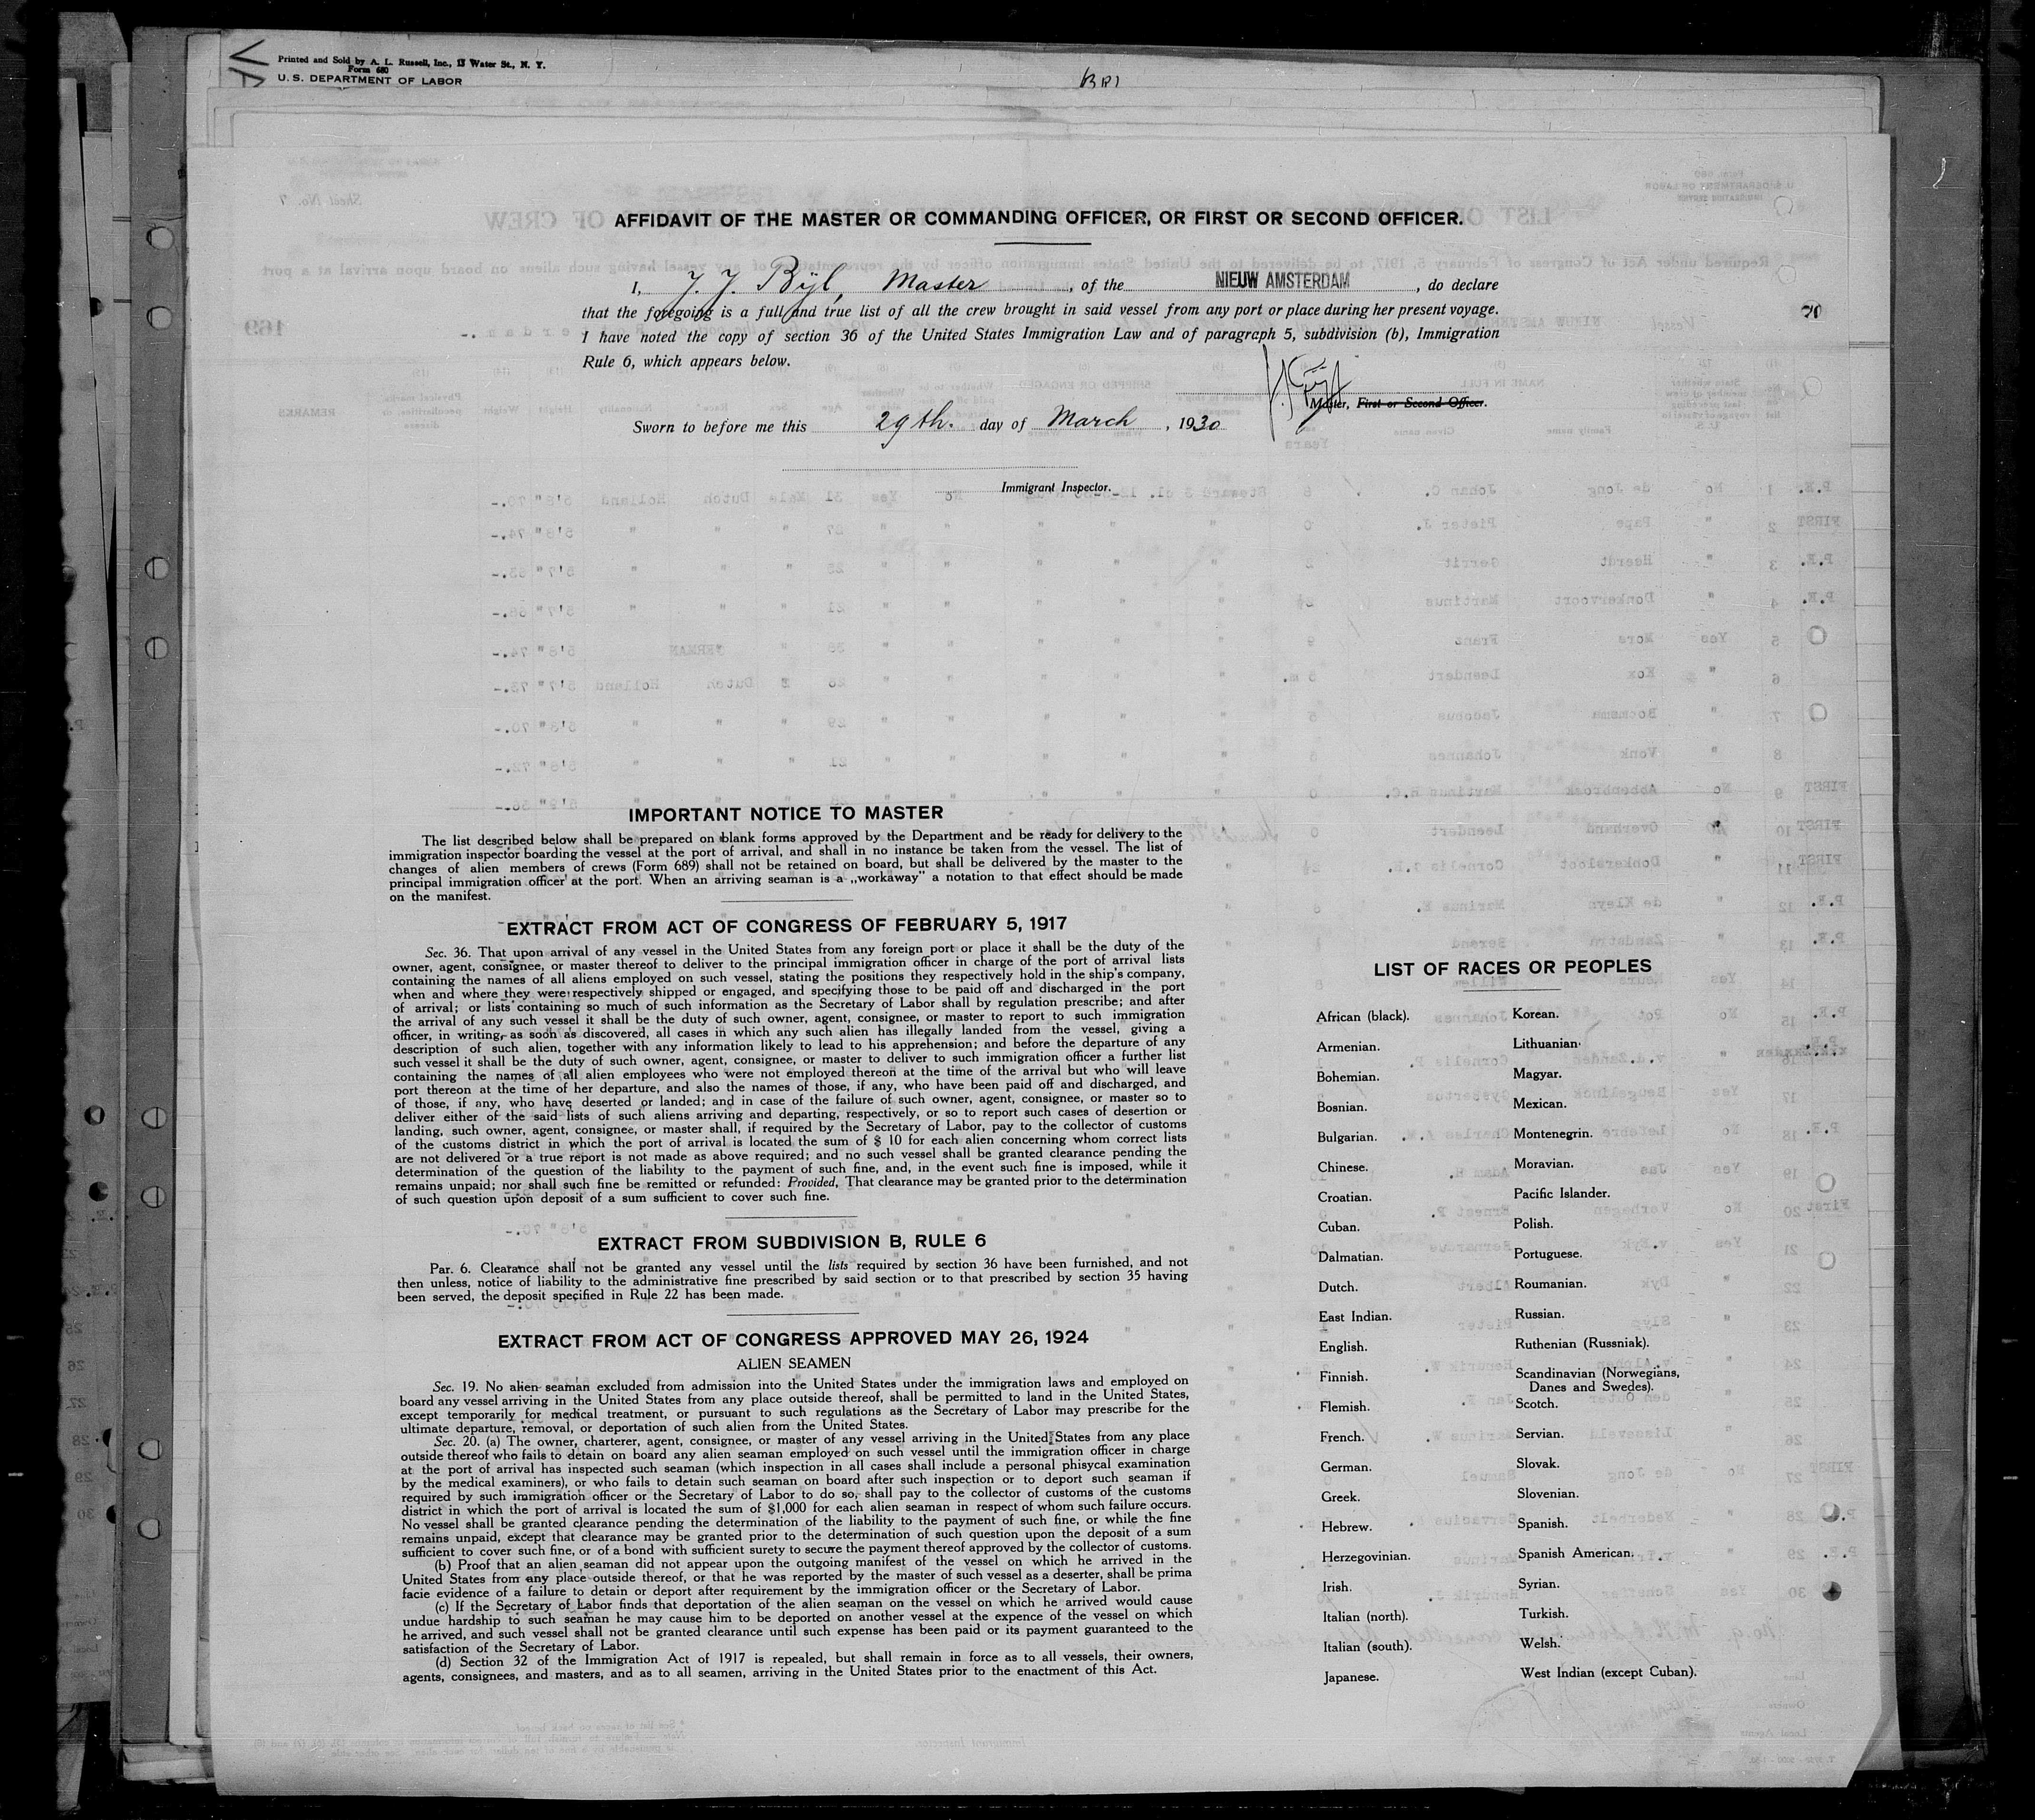 Printed and Sold by A. L. Russell, Inc., 13 Water St., N. Y.
Form 680
U. S. DEPARTMENT OF LABOR
AFFIDAVIT OF THE MASTER OR COMMANDING OFFICER, OR FIRST OR SECOND OFFICER.
I, J. J. Bijl, Master, of the NIEUW AMSTERDAM, do declare
that the foregoing is a full and true list of all the crew brought in said vessel from any port or place during her present voyage.
I have noted the copy of section 36 of the United States Immigration Law and of paragraph 5, subdivision (b), Immigration
Rule 6, which appears below.
Master, First or Second Officer.
Sworn to before me this 29th. day of March, 1930
Immigrant Inspector.
IMPORTANT NOTICE TO MASTER
The list described below shall be prepared on blank forms approved by the Department and be ready for delivery to the
immigration inspector boarding the vessel at the port of arrival, and shall in no instance be taken from the vessel. The list of
changes of alien members of crews (Form 689) shall not be retained on board, but shall be delivered by the master to the
principal immigration officer at the port. When an arriving seaman is a „workaway" a notation to that effect should be made
on the manifest.
EXTRACT FROM ACT OF CONGRESS OF FEBRUARY 5, 1917
Sec. 36. That upon arrival of any vessel in the United States from any foreign port or place it shall be the duty of the
owner, agent, consignee, or master thereof to deliver to the principal immigration officer in charge of the port of arrival lists
containing the names of all aliens employed on such vessel, stating the positions they respectively hold in the ship's company,
when and where they were respectively shipped or engaged, and specifying those to be paid off and discharged in the port
of arrival; or lists containing so much of such information as the Secretary of Labor shall by regulation prescribe; and after
the arrival of any such vessel it shall be the duty of such owner, agent, consignee, or master to report to such immigration
officer, in writing, as soon as discovered, all cases in which any such alien has illegally landed from the vessel, giving a
description of such alien, together with any information likely to lead to his apprehension; and before the departure of any
such vessel it shall be the duty of such owner, agent, consignee, or master to deliver to such immigration officer a further list
containing the names of all alien employees who were not employed thereon at the time of the arrival but who will leave
port thereon at the time of her departure, and also the names of those, if any, who have been paid off and discharged, and
of those, if any, who have deserted or landed; and in case of the failure of such owner, agent, consignee, or master so to
deliver either of the said lists of such aliens arriving and departing, respectively, or so to report such cases of desertion or
landing, such owner, agent, consignee, or master shall, if required by the Secretary of Labor, pay to the collector of customs
of the customs district in which the port of arrival is located the sum of $ 10 for each alien concerning whom correct lists
are not delivered or a true report is not made as above required; and no such vessel shall be granted clearance pending the
determination of the question of the liability to the payment of such fine, and, in the event such fine is imposed, while it
remains unpaid; nor shall such fine be remitted or refunded: Provided, That clearance may be granted prior to the determination
of such question upon deposit of a sum sufficient to cover such fine.
EXTRACT FROM SUBDIVISION B, RULE 6
Par. 6. Clearance shall not be granted any vessel until the lists required by section 36 have been furnished, and not
then unless, notice of liability to the administrative fine prescribed by said section or to that prescribed by section 35 having
been served, the deposit specified in Rule 22 has been made.
EXTRACT FROM ACT OF CONGRESS APPROVED MAY 26, 1924
ALIEN SEAMEN
Sec. 19. No alien seaman excluded from admission into the United States under the immigration laws and employed on
board any vessel arriving in the United States from any place outside thereof, shall be permitted to land in the United States,
except temporarily for medical treatment, or pursuant to such regulations as the Secretary of Labor may prescribe for the
ultimate departure, removal, or deportation of such alien from the United States.
Sec. 20. (a) The owner, charterer, agent, consignee, or master of any vessel arriving in the United States from any place
outside thereof who fails to detain on board any alien seaman employed on such vessel until the immigration officer in charge
at the port of arrival has inspected such seaman (which inspection in all cases shall include a personal phisycal examination
by the medical examiners), or who fails to detain such seaman on board after such inspection or to deport such seaman if
required by such immigration officer or the Secretary of Labor to do so, shall pay to the collector of customs of the customs
district in which the port of arrival is located the sum of $1,000 for each alien seaman in respect of whom such failure occurs.
No vessel shall be granted clearance pending the determination of the liability to the payment of such fine, or while the fine
remains unpaid, except that clearance may be granted prior to the determination of such question upon the deposit of a sum
sufficient to cover such fine, or of a bond with sufficient surety to secure the payment thereof approved by the collector of customs.
(b) Proof that an alien seaman did not appear upon the outgoing manifest of the vessel on which he arrived in the
United States from any place outside thereof, or that he was reported by the master of such vessel as a deserter, shall be prima
facie evidence of a failure to detain or deport after requirement by the immigration officer or the Secretary of Labor.
(c) If the Secretary of Labor finds that deportation of the alien seaman on the vessel on which he arrived would cause
undue hardship to such seaman he may cause him to be deported on another vessel at the expence of the vessel on which
he arrived, and such vessel shall not be granted clearance until such expense has been paid or its payment guaranteed to the
satisfaction of the Secretary of Labor.
(d) Section 32 of the Immigration Act of 1917 is repealed, but shall remain in force as to all vessels, their owners,
agents, consignees, and masters, and as to all seamen, arriving in the United States prior to the enactment of this Act.
LIST OF RACES OR PEOPLES
African (black).
Armenian.
Bohemian.
Bosnian.
Bulgarian.
Chinese.
Croatian.
Cuban.
Dalmatian.
Dutch.
East Indian.
English.
Finnish.
Flemish.
French.
German.
Greek.
Hebrew.
Herzegovinian.
Irish.
Italian (north).
Italian (south).
Japanese.
Korean.
Lithuanian.
Magyar.
Mexican.
Montenegrin.
Moravian.
Pacific Islander.
Polish.
Portuguese.
Roumanian.
Russian.
Ruthenian (Russniak).
Scandinavian (Norwegians,
Danes and Swedes).
Scotch.
Servian.
Slovak.
Slovenian.
Spanish.
Spanish American.
Syrian.
Turkish.
Welsh.
West Indian (except Cuban).